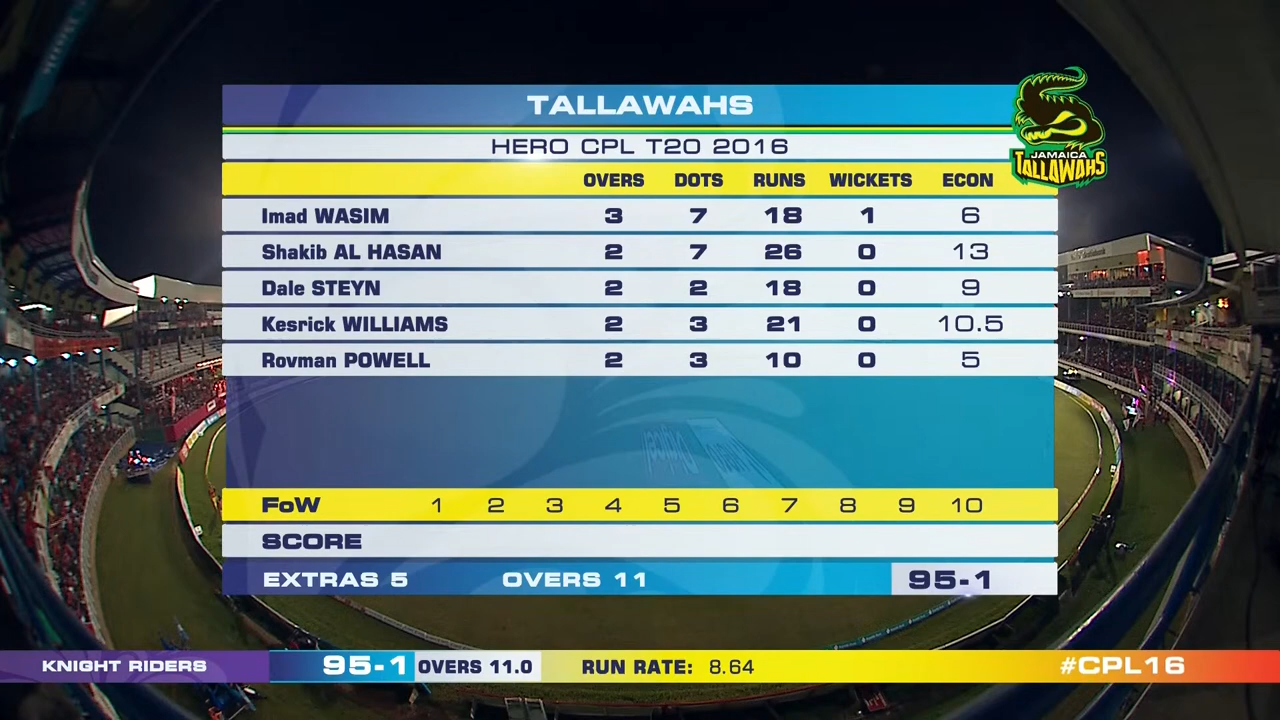 TALLAWAHS
HERO CPL T20 2016
JAMAICA
TALLAWAHS
OVERS DOTS RUNS WICKETS ECON
Imad WASIM 3 7 18 1 6
Shakib AL HASAN 2 7 26 0 13
Dale STEYN 2 2 18 0 9
Kesrick WILLIAMS 2 3 21 0 10.5
Rovman POWELL 2 3 10 0 5
FoW 1 2 3 4 5 6 7 8 9 10
SCORE
EXTRAS 5 OVERS 11 95-1
KNIGHT RIDERS 95-1 OVERS 11.0 RUN RATE: 8.64 #CPL16